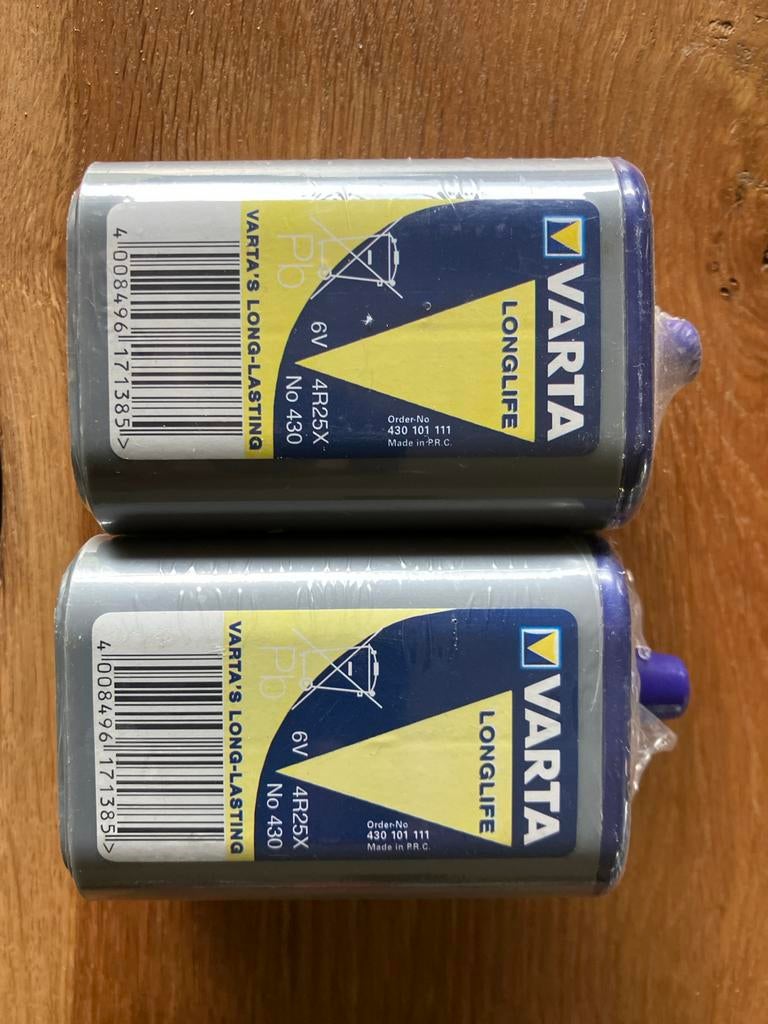 VARTA
LONGLIFE
Order-No
430 101 111
Made in P.R.C.
6V 4R25X
No 430
Pb
VARTA'S LONG-LASTING
4 008496 171385 >
VARTA
LONGLIFE
Order-No
430 101 111
Made in P.R.C.
6V 4R25X
No 430
Pb
VARTA'S LONG-LASTING
4 008496 171385 >